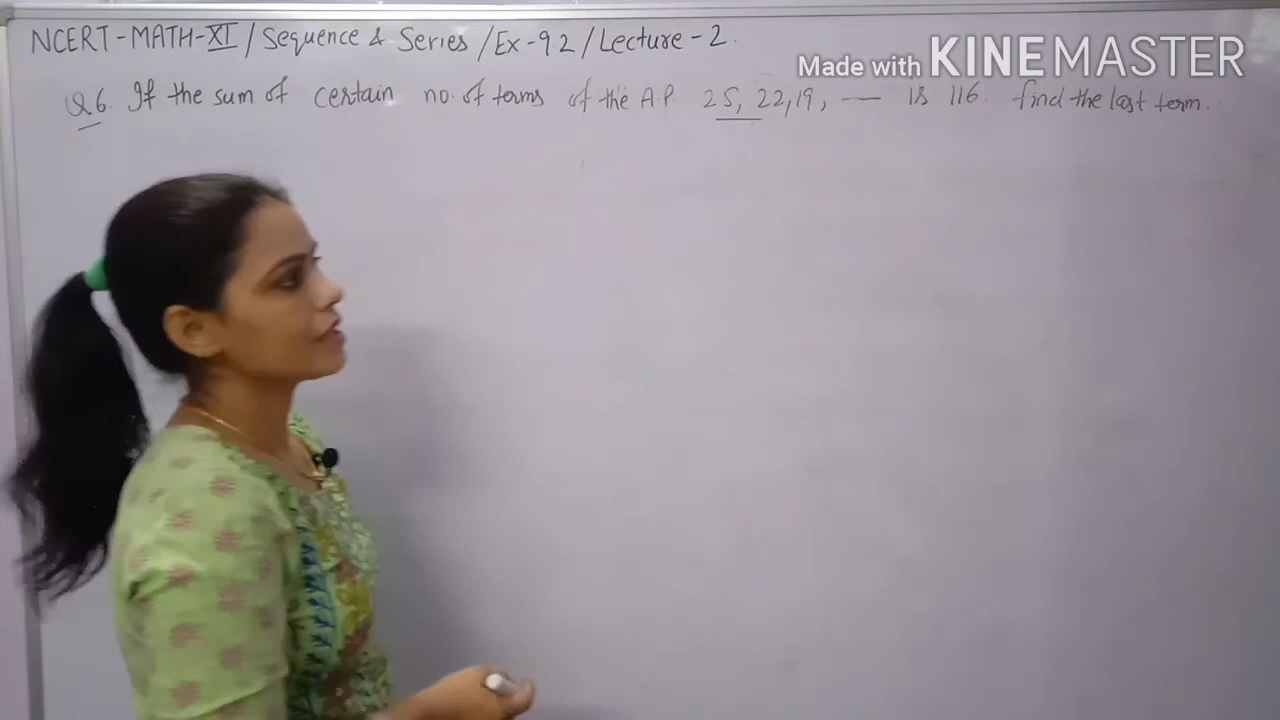 NCERT-MATH-XI / Sequence & Series / Ex-9.2 / Lecture-2.
Made with KINEMASTER
Q6. If the sum of certain no. of terms of the A.P. 25, 22, 19, — is 116. find the last term.